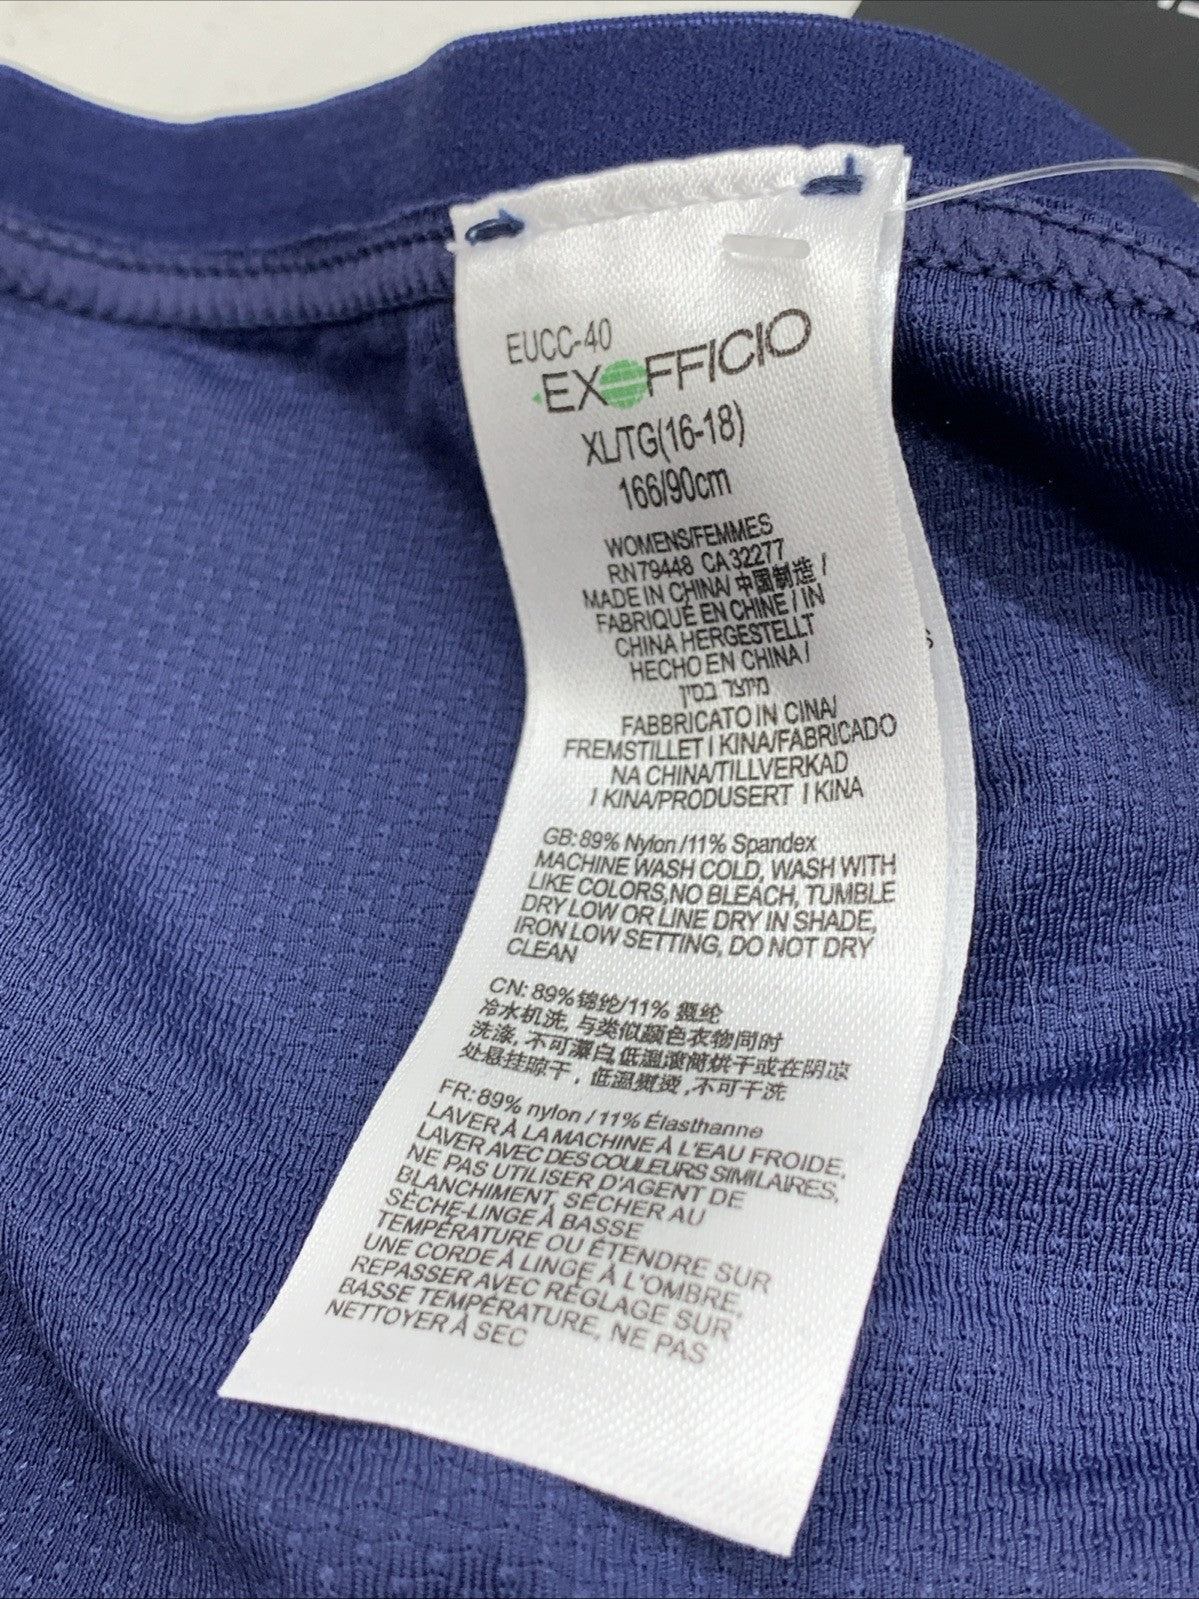 EUCC-40
EXOFFICIO
XL/TG(16-18)
166/90cm
WOMENS/FEMMES
RN79448 CA32277
MADE IN CHINA/ 中国制造 /
FABRIQUÉ EN CHINE / IN
CHINA HERGESTELLT
HECHO EN CHINA /
מיוצר בסין
FABBRICATO IN CINA/
FREMSTILLET I KINA/FABRICADO
NA CHINA/TILLVERKAD
I KINA/PRODUSERT I KINA
GB: 89% Nylon /11% Spandex
MACHINE WASH COLD, WASH WITH
LIKE COLORS,NO BLEACH, TUMBLE
DRY LOW OR LINE DRY IN SHADE,
IRON LOW SETTING, DO NOT DRY
CLEAN
CN: 89%锦纶/11% 氨纶
冷水机洗, 与类似颜色衣物同时
洗涤, 不可漂白,低温滚筒烘干或在阴凉
处悬挂晾干 , 低温熨烫 ,不可干洗
FR: 89% nylon / 11% Élasthanne
LAVER À LA MACHINE À L'EAU FROIDE,
LAVER AVEC DES COULEURS SIMILAIRES,
NE PAS UTILISER D'AGENT DE
BLANCHIMENT, SÉCHER AU
SÈCHE-LINGE À BASSE
TEMPÉRATURE OU ÉTENDRE SUR
UNE CORDE À LINGE À L'OMBRE,
REPASSER AVEC RÉGLAGE SUR
BASSE TEMPÉRATURE, NE PAS
NETTOYER À SEC